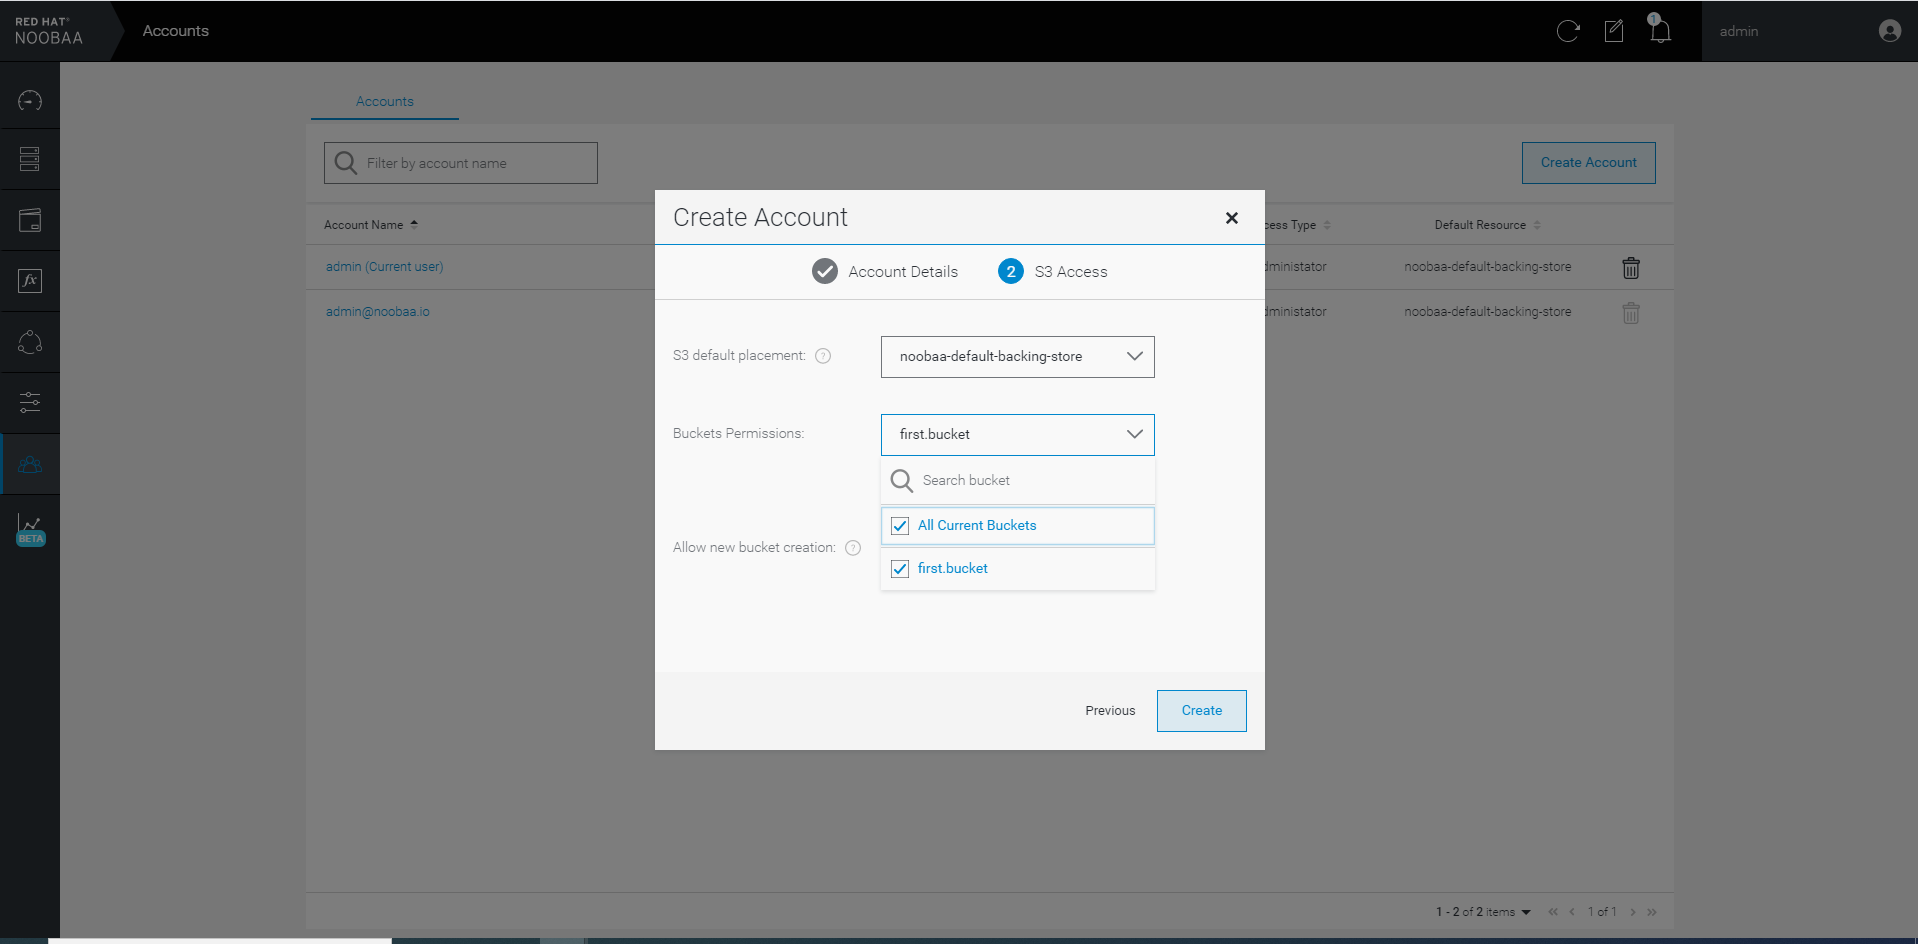 RED HAT
NOOBAA
Accounts
1
admin
Accounts
Filter by account name
Create Account
Account Name
cess Type
Default Resource
admin (Current user)
dministator
noobaa-default-backing-store
admin@noobaa.io
dministator
noobaa-default-backing-store
fx
BETA
Create Account
Account Details
2
S3 Access
S3 default placement:
?
noobaa-default-backing-store
Buckets Permissions:
first.bucket
Search bucket
All Current Buckets
Allow new bucket creation:
?
first.bucket
Previous
Create
1 - 2 of 2 items
1 of 1